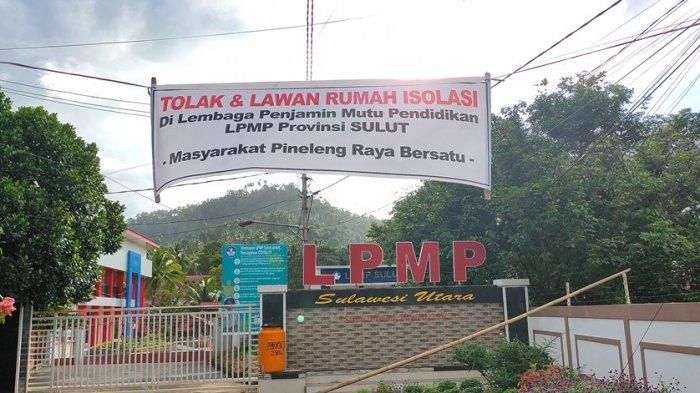 TOLAK & LAWAN RUMAH ISOLASI
Di Lembaga Penjamin Mutu Pendidikan
LPMP Provinsi SULUT
- Masyarakat Pineleng Raya Bersatu -
LPMP
Sulawesi Utara